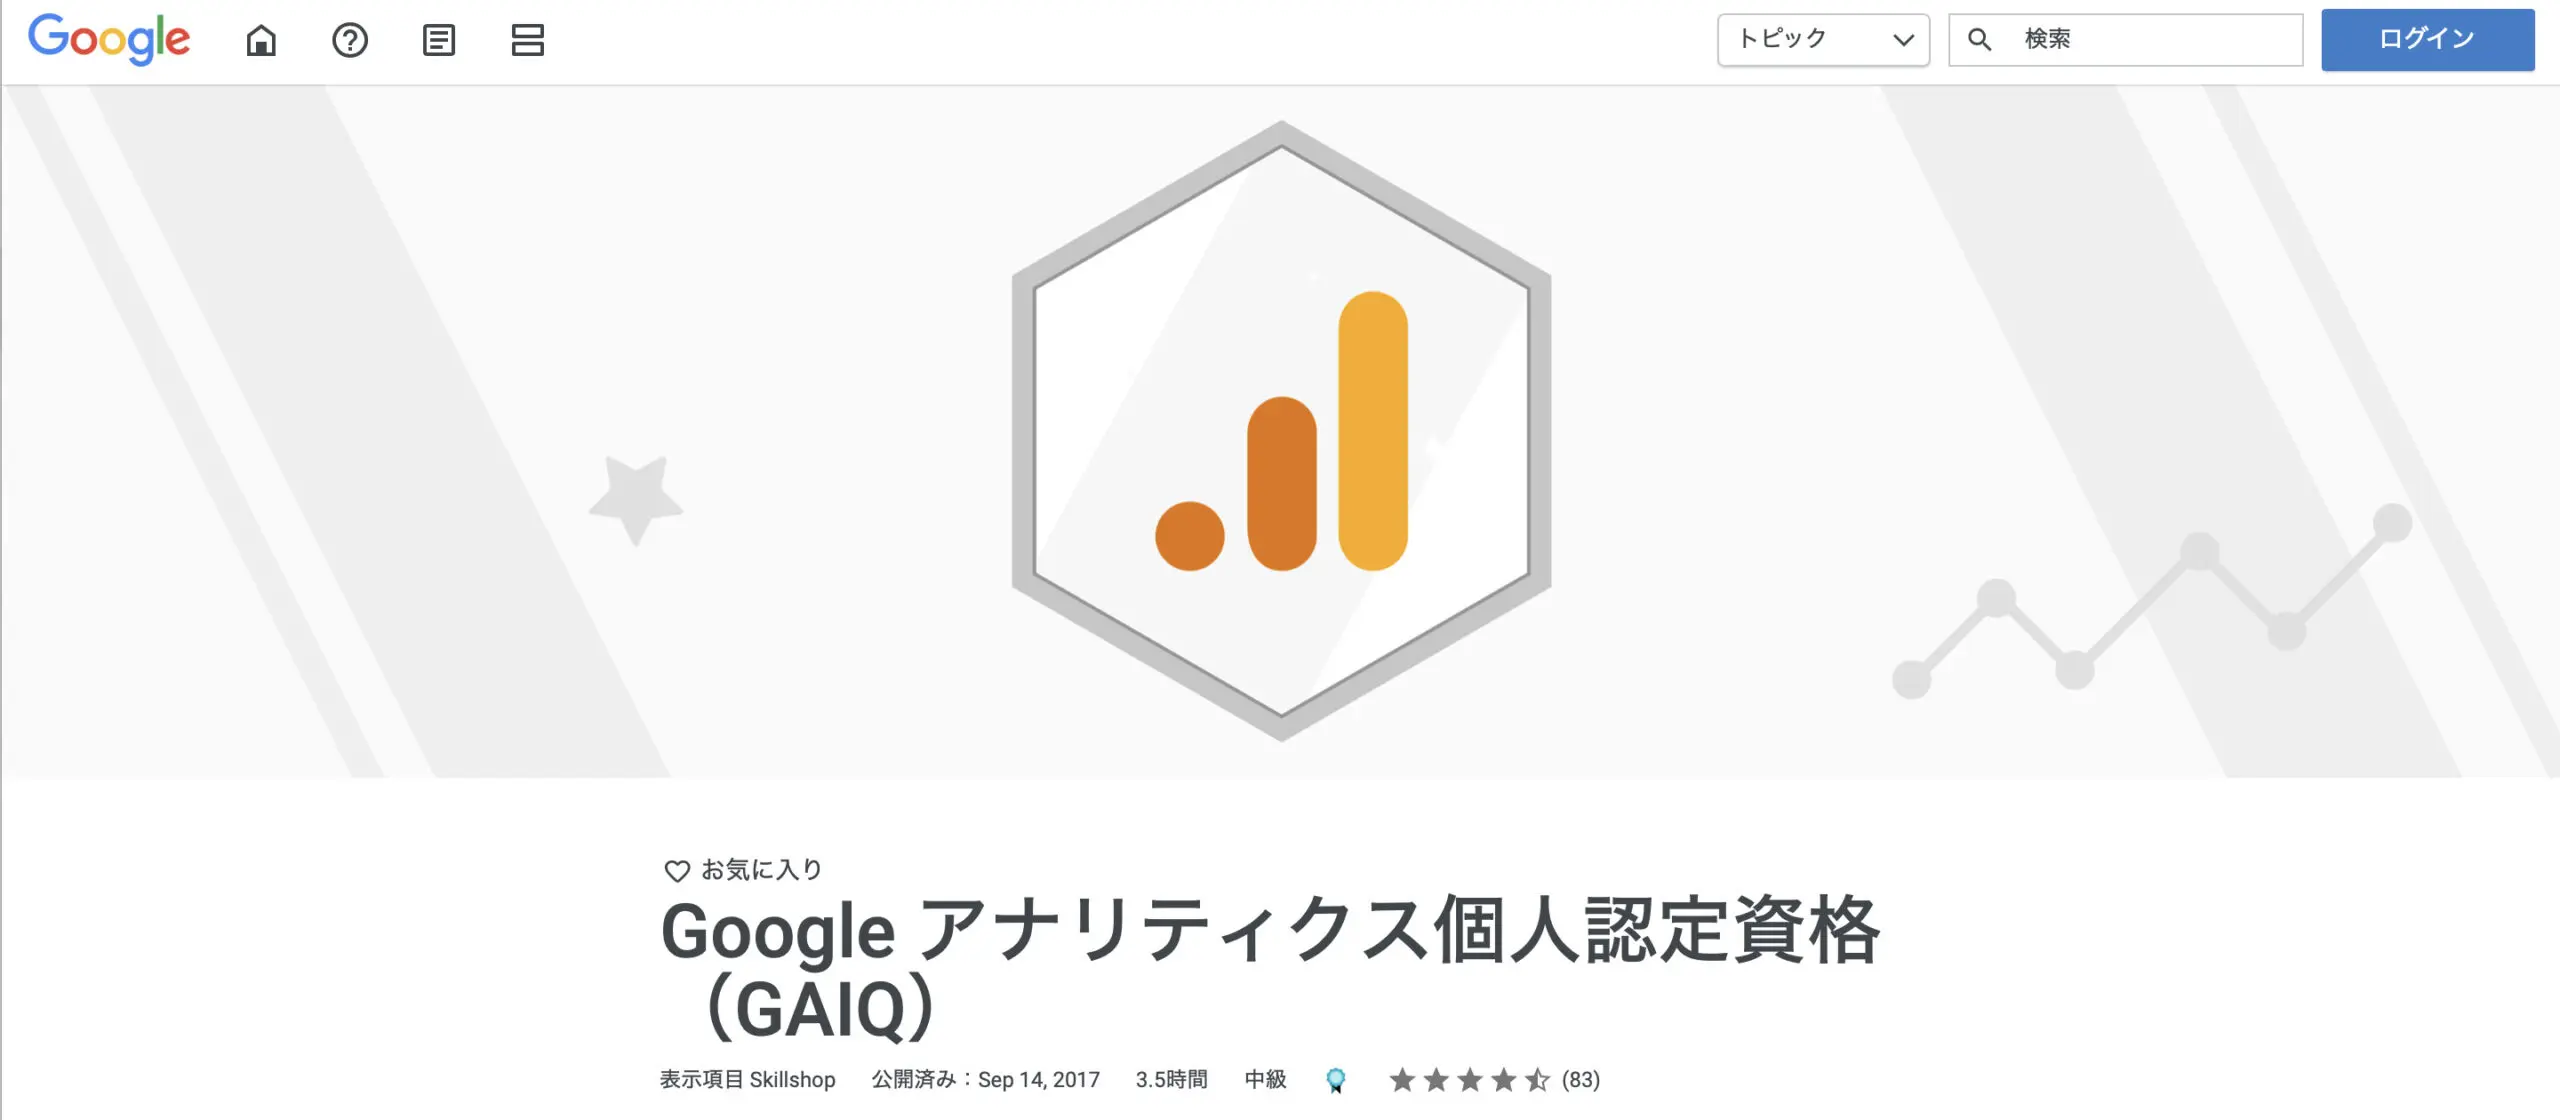 Google
トピック
検索
ログイン
お気に入り
Google アナリティクス個人認定資格
（GAIQ）
表示項目 Skillshop 公開済み：Sep 14, 2017 3.5時間 中級 (83)